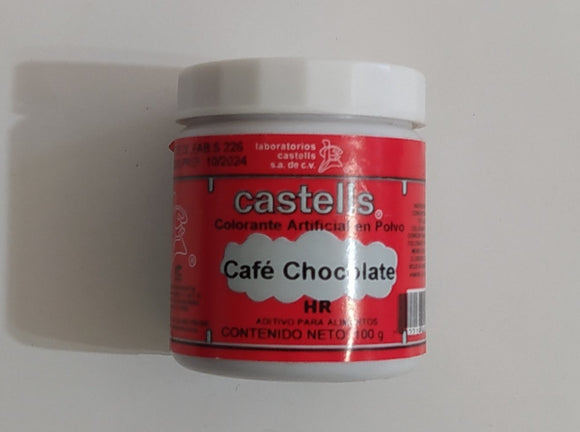 FAB.S 226
10/2024
laboratorios
castells
s.a. de c.v.
castells®
Colorante Artificial en Polvo
Café Chocolate
HR
ADITIVO PARA ALIMENTOS
CONTENIDO NETO 100 g
®